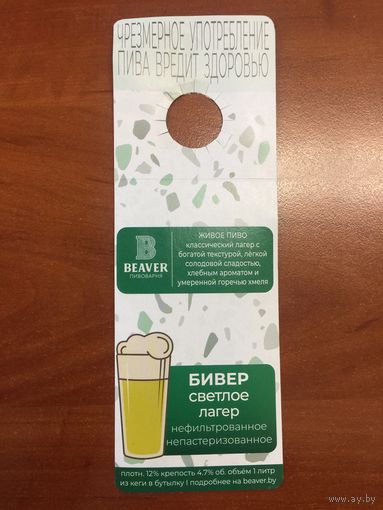 ЧРЕЗМЕРНОЕ УПОТРЕБЛЕНИЕ
ПИВА ВРЕДИТ ЗДОРОВЬЮ
B
BEAVER
ПИВОВАРНЯ
ЖИВОЕ ПИВО
классический лагер с
богатой текстурой, лёгкой
солодовой сладостью,
хлебным ароматом и
умеренной горечью хмеля
БИВЕР
светлое
лагер
нефильтрованное
непастеризованное
плотн. 12% крепость 4.7% об. объём 1 литр
из кеги в бутылку I подробнее на beaver.by
www.ay.by